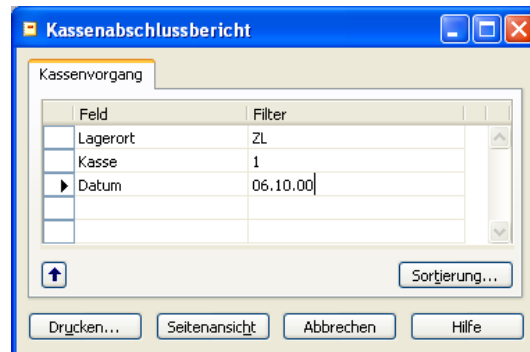 Kassenabschlussbericht
Kassenvorgang
Feld Filter
Lagerort ZL
Kasse 1
Datum 06.10.00
Sortierung...
Drucken... Seitenansicht Abbrechen Hilfe